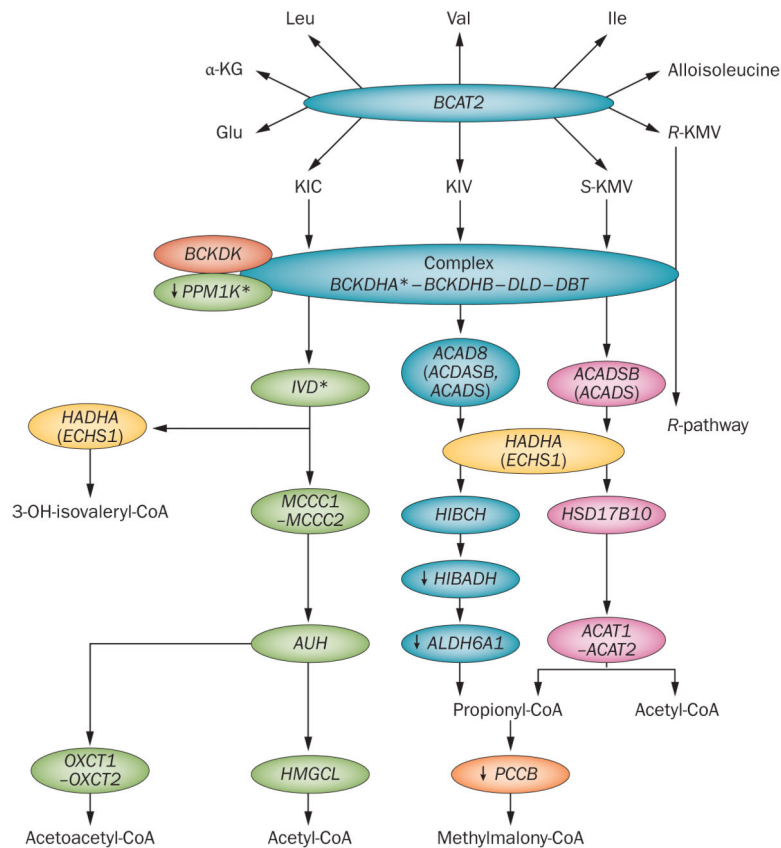 Leu
Val
Ile
α-KG
Alloisoleucine
BCAT2
Glu
R-KMV
KIC
KIV
S-KMV
BCKDK
Complex
↓ PPM1K*
BCKDHA*–BCKDHB–DLD–DBT
ACAD8
(ACDASB,
ACADS)
ACADSB
(ACADS)
IVD*
HADHA
(ECHS1)
R-pathway
HADHA
(ECHS1)
3-OH-isovaleryl-CoA
MCCC1
–MCCC2
HIBCH
HSD17B10
↓ HIBADH
AUH
↓ ALDH6A1
ACAT1
–ACAT2
Propionyl-CoA
Acetyl-CoA
OXCT1
–OXCT2
HMGCL
↓ PCCB
Acetoacetyl-CoA
Acetyl-CoA
Methylmalony-CoA